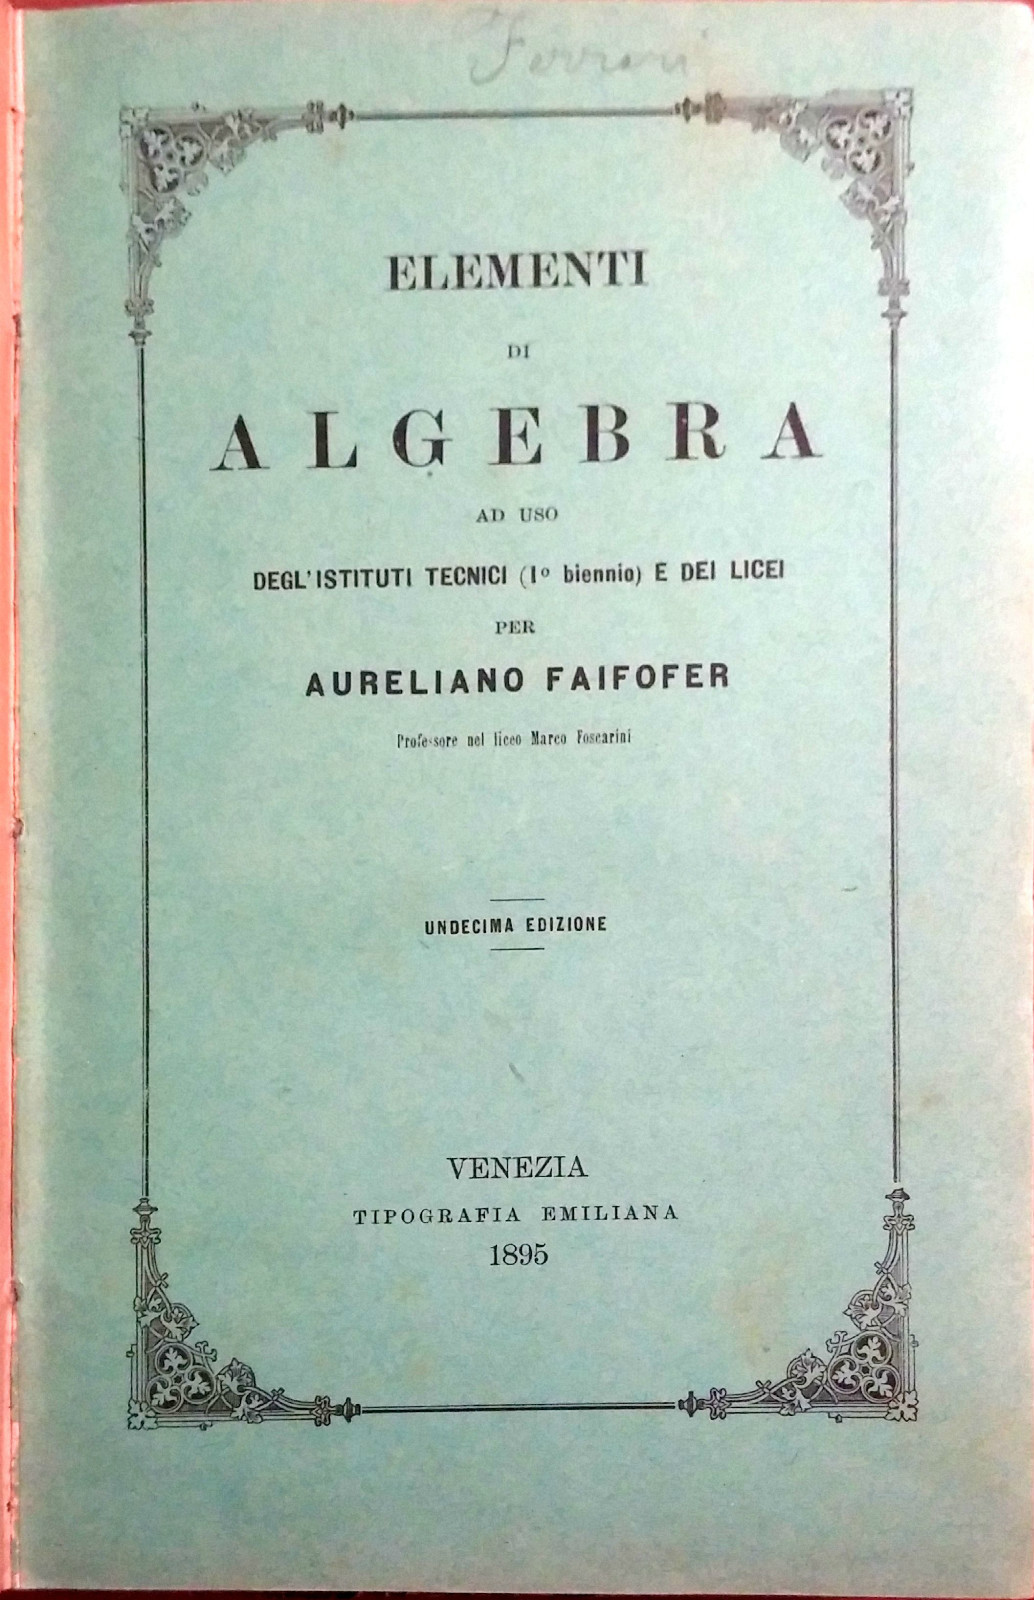 Ferrari
ELEMENTI
DI
ALGEBRA
AD USO
DEGL'ISTITUTI TECNICI (Iº biennio) E DEI LICEI
PER
AURELIANO FAIFOFER
Professore nel liceo Marco Foscarini
UNDECIMA EDIZIONE
VENEZIA
TIPOGRAFIA EMILIANA
1895